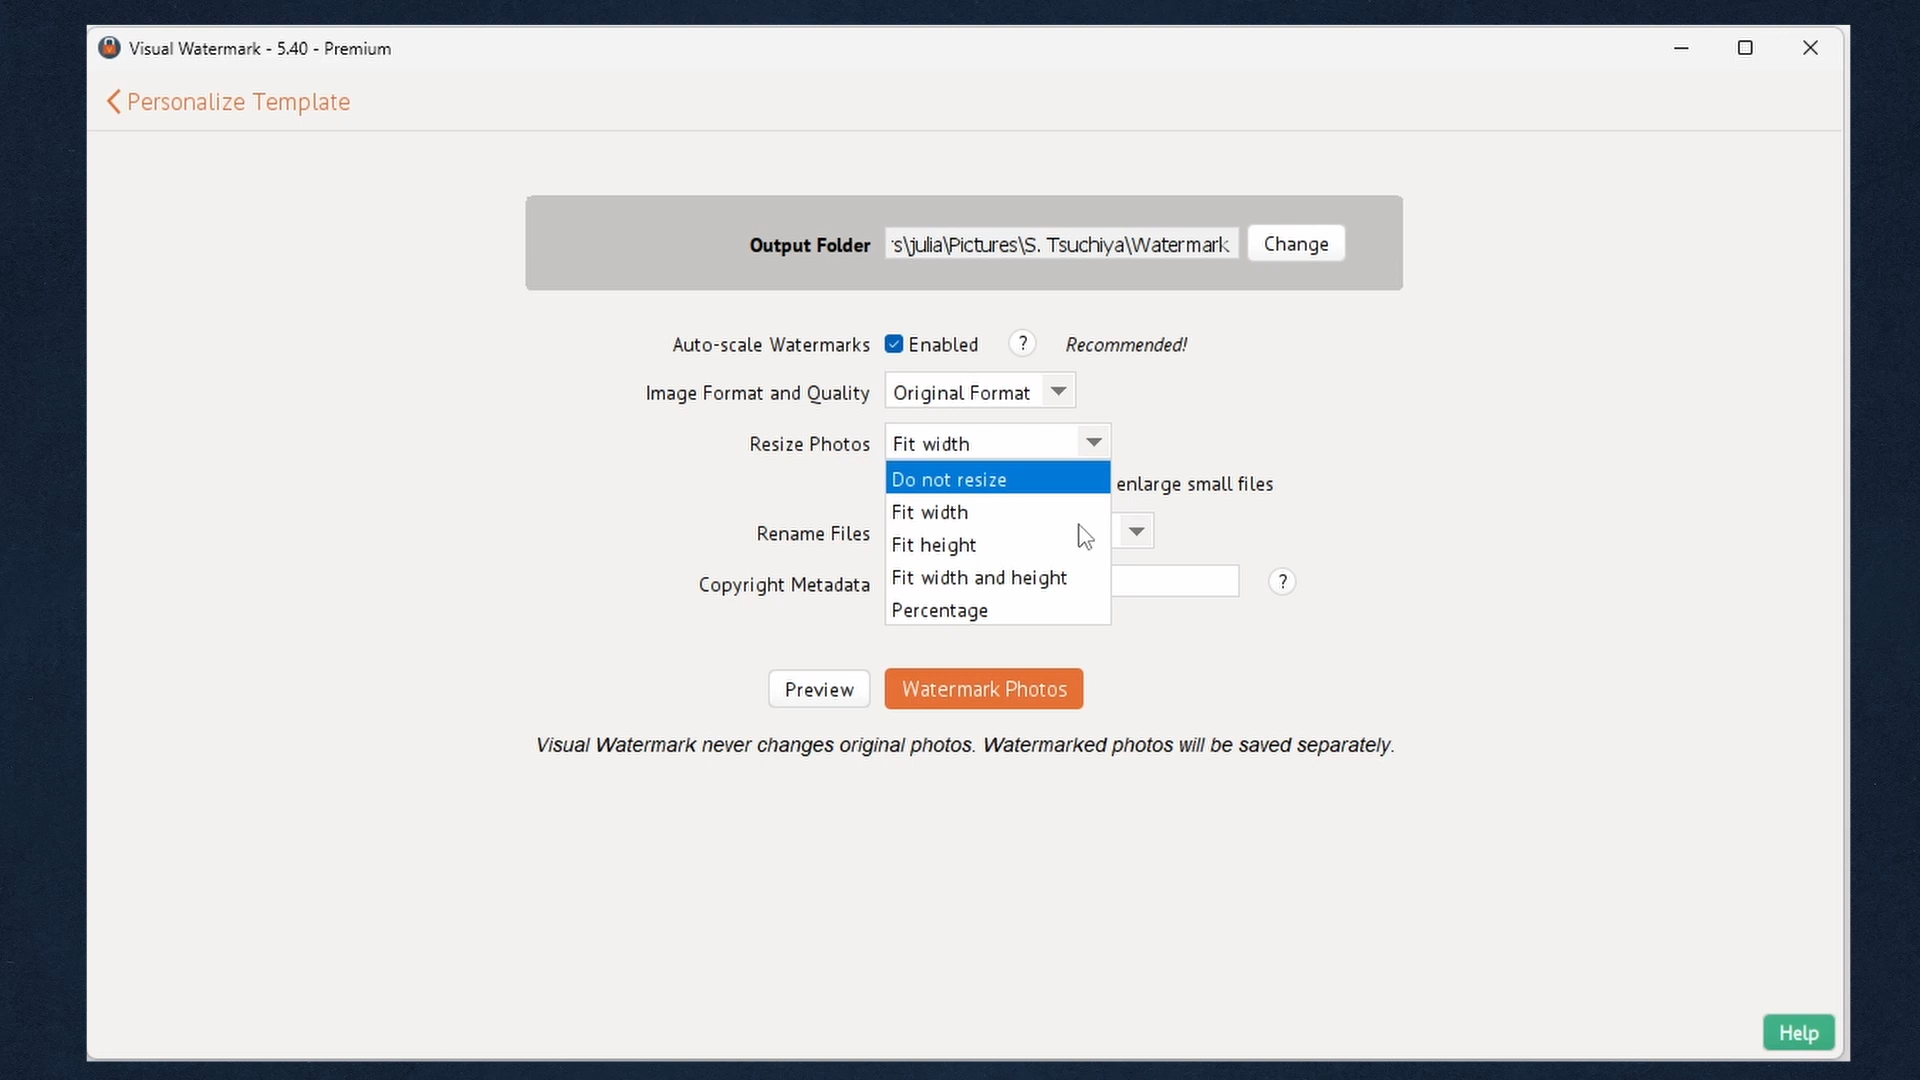 Visual Watermark - 5.40 - Premium
Personalize Template
Output Folder
s\julia\Pictures\S. Tsuchiya\Watermark
Change
Auto-scale Watermarks
Enabled
?
Recommended!
Image Format and Quality
Original Format
Resize Photos
Fit width
Do not resize
enlarge small files
Fit width
Rename Files
Fit height
Copyright Metadata
Fit width and height
?
Percentage
Preview
Watermark Photos
Visual Watermark never changes original photos. Watermarked photos will be saved separately.
Help